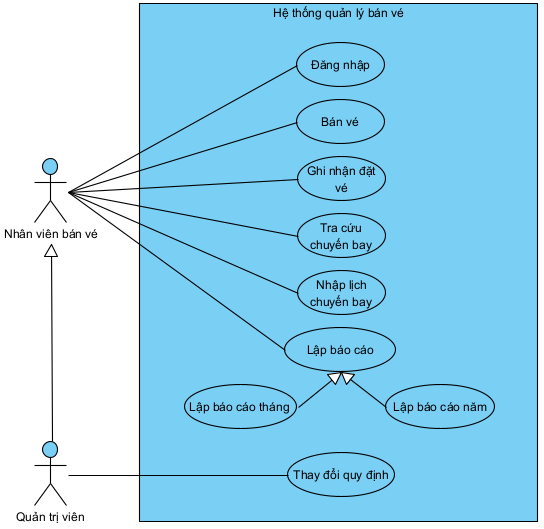 Hệ thống quản lý bán vé
Đăng nhập
Bán vé
Ghi nhận đặt
vé
Nhân viên bán vé
Tra cứu
chuyến bay
Nhập lịch
chuyến bay
Lập báo cáo
Lập báo cáo tháng
Lập báo cáo năm
Thay đổi quy định
Quản trị viên